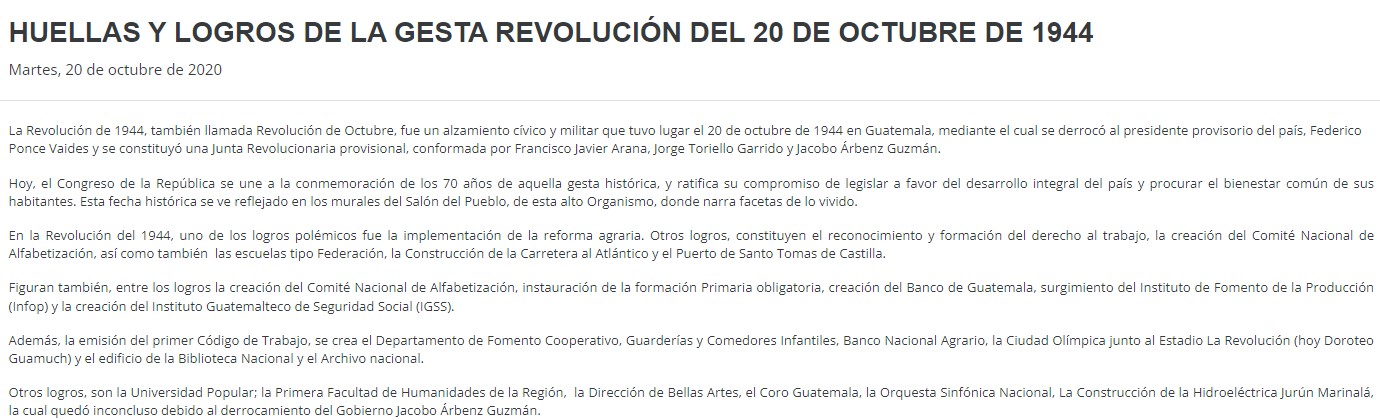 HUELLAS Y LOGROS DE LA GESTA REVOLUCIÓN DEL 20 DE OCTUBRE DE 1944
Martes, 20 de octubre de 2020
La Revolución de 1944, también llamada Revolución de Octubre, fue un alzamiento cívico y militar que tuvo lugar el 20 de octubre de 1944 en Guatemala, mediante el cual se derrocó al presidente provisorio del país, Federico
Ponce Vaides y se constituyó una Junta Revolucionaria provisional, conformada por Francisco Javier Arana, Jorge Toriello Garrido y Jacobo Árbenz Guzmán.
Hoy, el Congreso de la República se une a la conmemoración de los 70 años de aquella gesta histórica, y ratifica su compromiso de legislar a favor del desarrollo integral del país y procurar el bienestar común de sus
habitantes. Esta fecha histórica se ve reflejado en los murales del Salón del Pueblo, de esta alto Organismo, donde narra facetas de lo vivido.
En la Revolución del 1944, uno de los logros polémicos fue la implementación de la reforma agraria. Otros logros, constituyen el reconocimiento y formación del derecho al trabajo, la creación del Comité Nacional de
Alfabetización, así como también las escuelas tipo Federación, la Construcción de la Carretera al Atlántico y el Puerto de Santo Tomas de Castilla.
Figuran también, entre los logros la creación del Comité Nacional de Alfabetización, instauración de la formación Primaria obligatoria, creación del Banco de Guatemala, surgimiento del Instituto de Fomento de la Producción
(Infop) y la creación del Instituto Guatemalteco de Seguridad Social (IGSS).
Además, la emisión del primer Código de Trabajo, se crea el Departamento de Fomento Cooperativo, Guarderías y Comedores Infantiles, Banco Nacional Agrario, la Ciudad Olímpica junto al Estadio La Revolución (hoy Doroteo
Guamuch) y el edificio de la Biblioteca Nacional y el Archivo nacional.
Otros logros, son la Universidad Popular; la Primera Facultad de Humanidades de la Región, la Dirección de Bellas Artes, el Coro Guatemala, la Orquesta Sinfónica Nacional, La Construcción de la Hidroeléctrica Jurún Marinalá,
la cual quedó inconcluso debido al derrocamiento del Gobierno Jacobo Árbenz Guzmán.